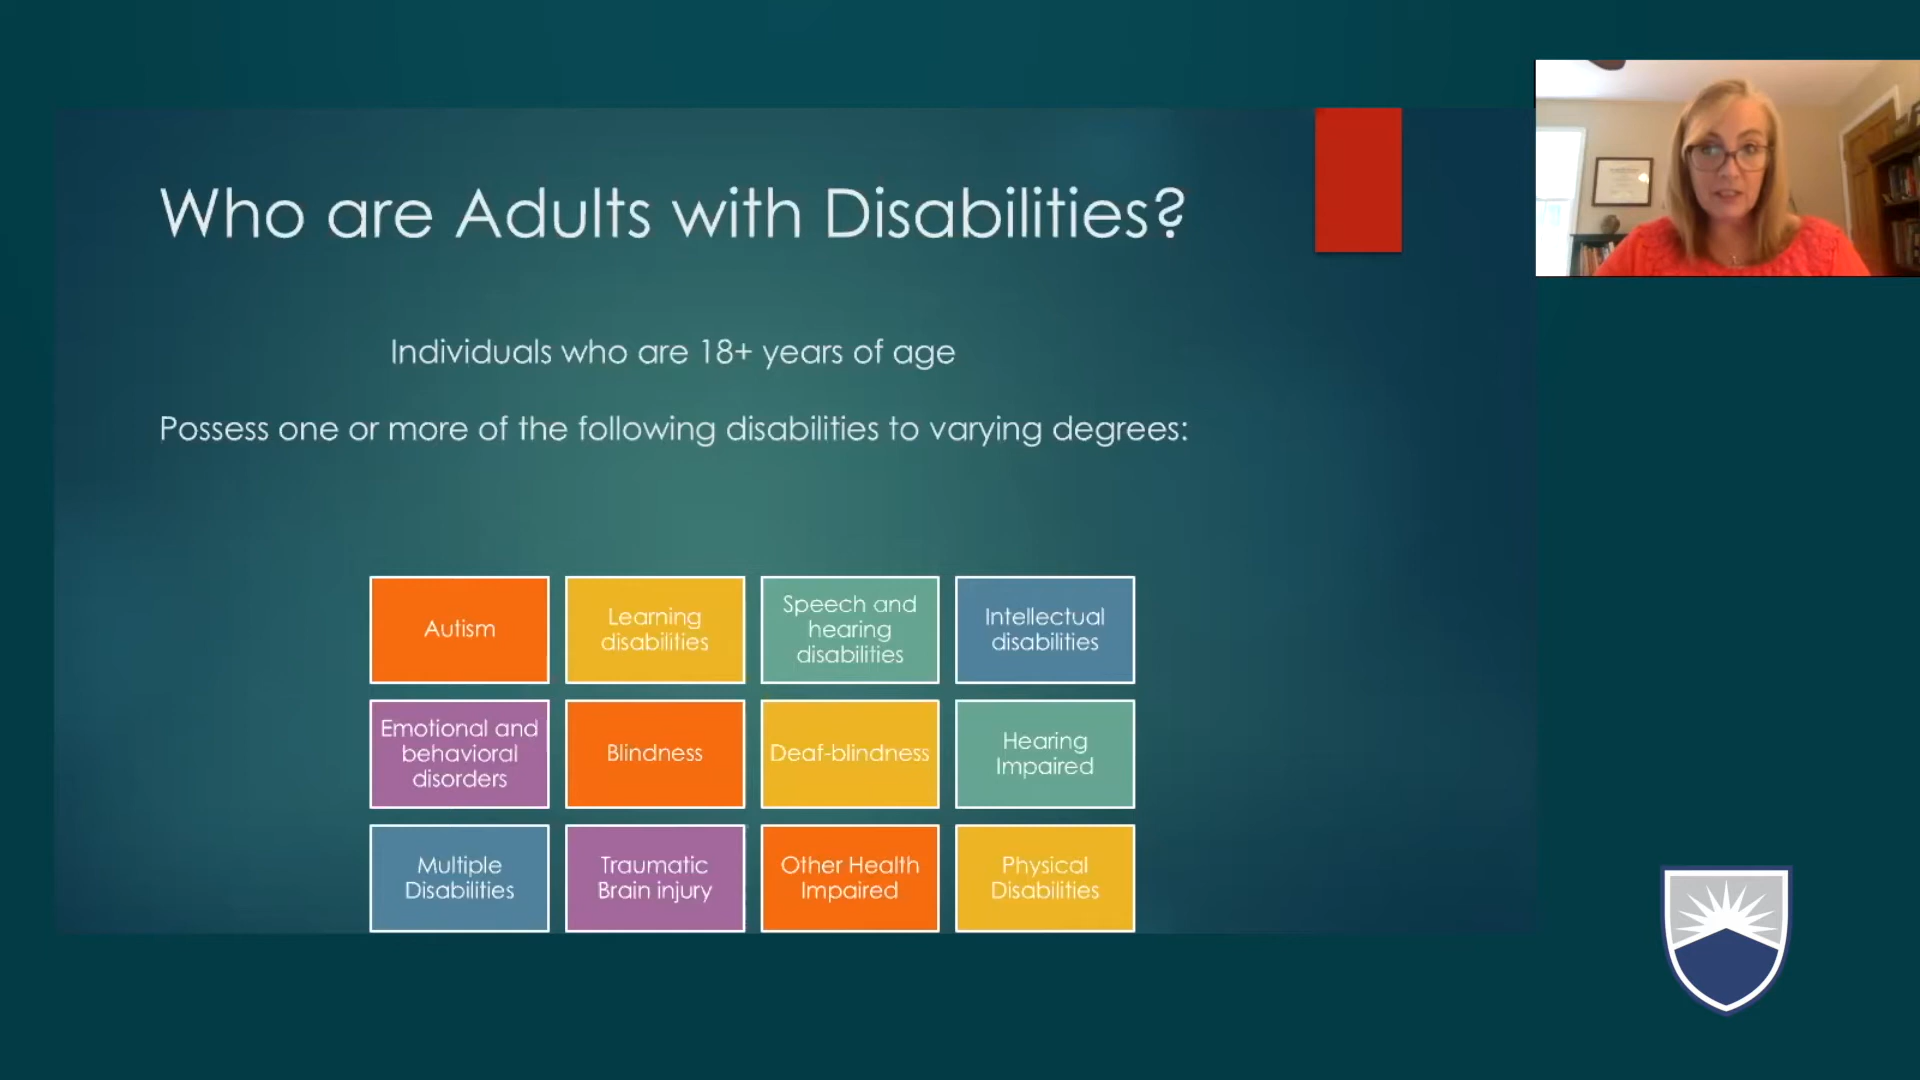 Who are Adults with Disabilities?
Individuals who are 18+ years of age
Possess one or more of the following disabilities to varying degrees:
Autism
Learning
disabilities
Speech and
hearing
disabilities
Intellectual
disabilities
Emotional and
behavioral
disorders
Blindness
Deaf-blindness
Hearing
Impaired
Multiple
Disabilities
Traumatic
Brain injury
Other Health
Impaired
Physical
Disabilities